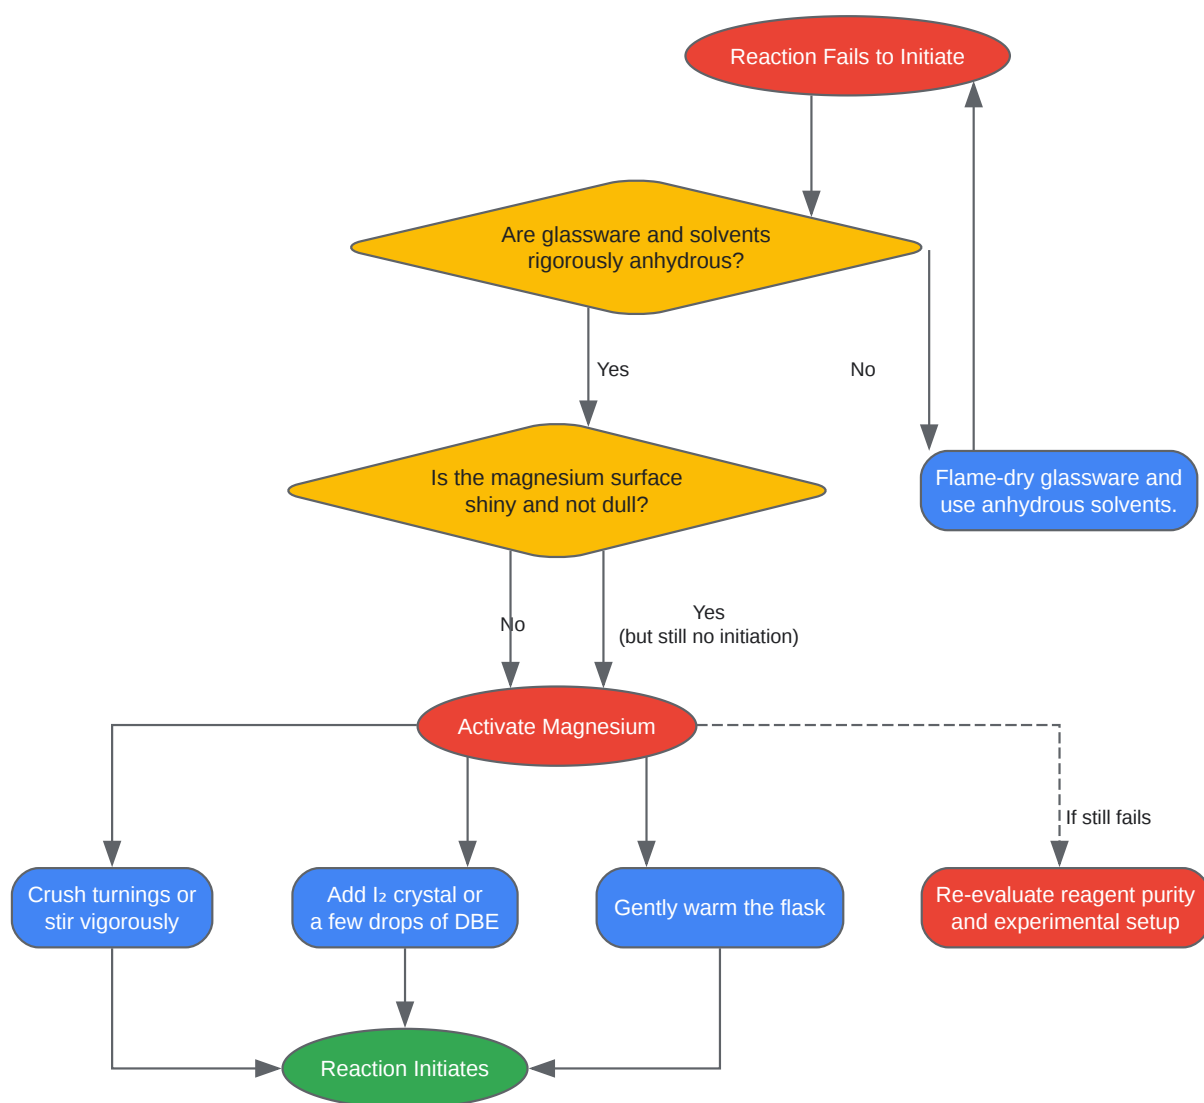 Reaction Fails to Initiate
Are glassware and solvents
rigorously anhydrous?
Yes
No
Is the magnesium surface
shiny and not dull?
Flame-dry glassware and
use anhydrous solvents.
No
Yes
(but still no initiation)
Activate Magnesium
If still fails
Crush turnings or
stir vigorously
Add I₂ crystal or
a few drops of DBE
Gently warm the flask
Re-evaluate reagent purity
and experimental setup
Reaction Initiates